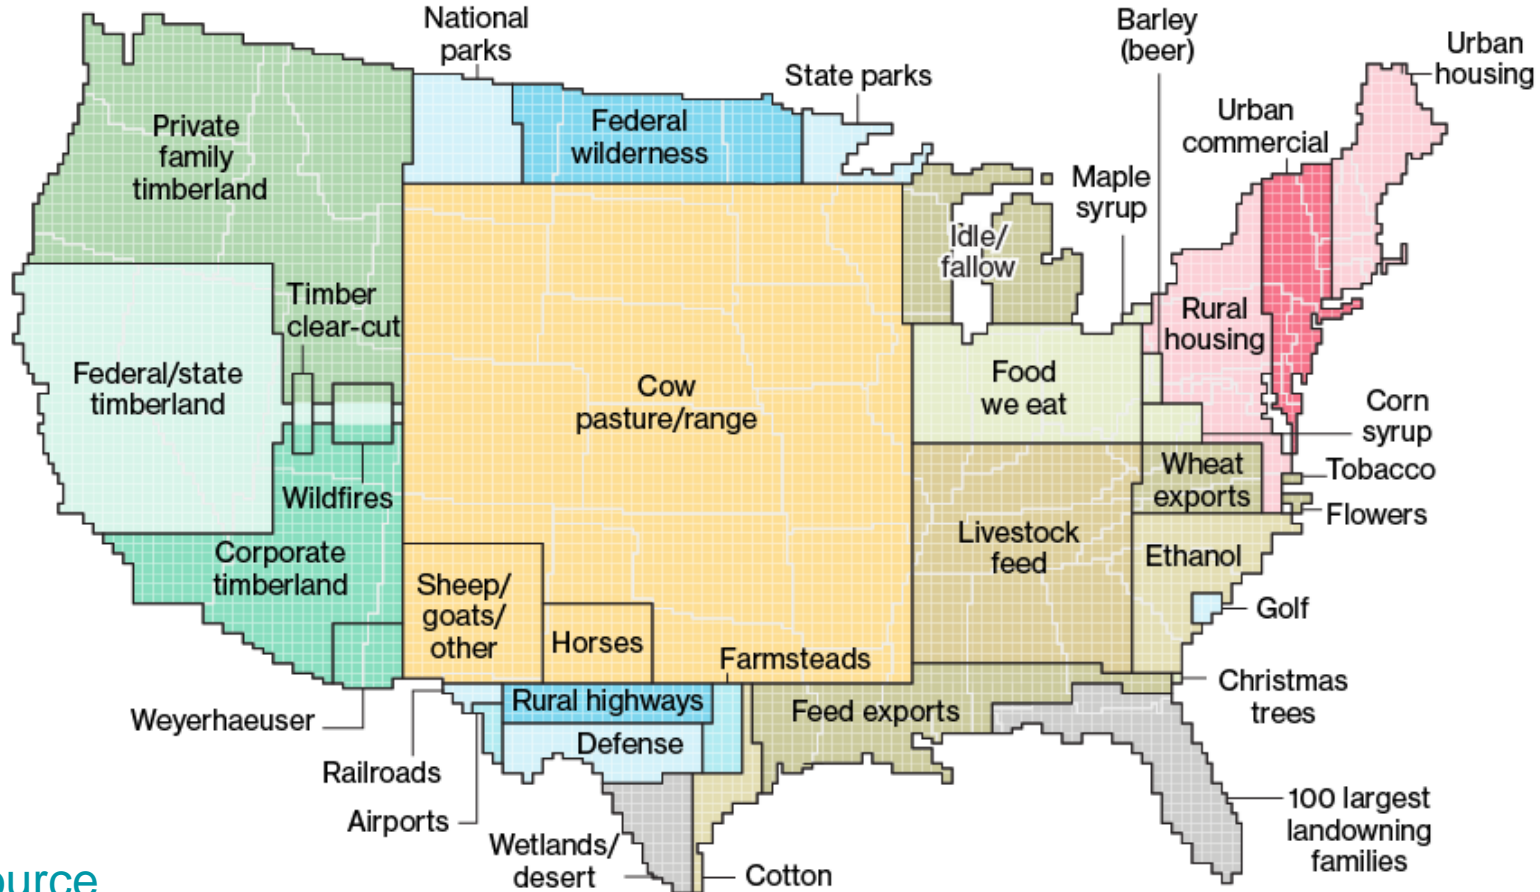 National
parks
Barley
(beer)
Urban
housing
State parks
Urban
commercial
Private
family
timberland
Federal
wilderness
Maple
syrup
Idle/
fallow
Timber
clear-cut
Rural
housing
Federal/state
timberland
Cow
pasture/range
Food
we eat
Corn
syrup
Wheat
exports
Tobacco
Wildfires
Flowers
Livestock
feed
Ethanol
Corporate
timberland
Sheep/
goats/
other
Horses
Golf
Farmsteads
Christmas
trees
Weyerhaeuser
Rural highways
Feed exports
Defense
Railroads
Airports
100 largest
landowning
families
Wetlands/
desert
Cotton
ource